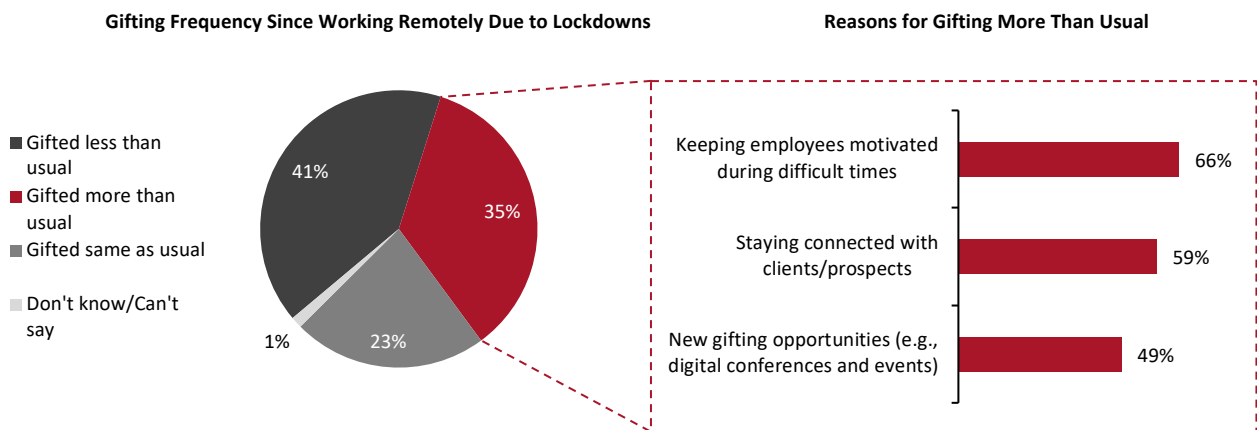 Gifting Frequency Since Working Remotely Due to Lockdowns
Gifted less than
usual
Gifted more than
usual
Gifted same as usual
Don't know/Can't
say
41%
35%
23%
1%
Reasons for Gifting More Than Usual
Keeping employees motivated
during difficult times
66%
Staying connected with
clients/prospects
59%
New gifting opportunities (e.g.,
digital conferences and events)
49%